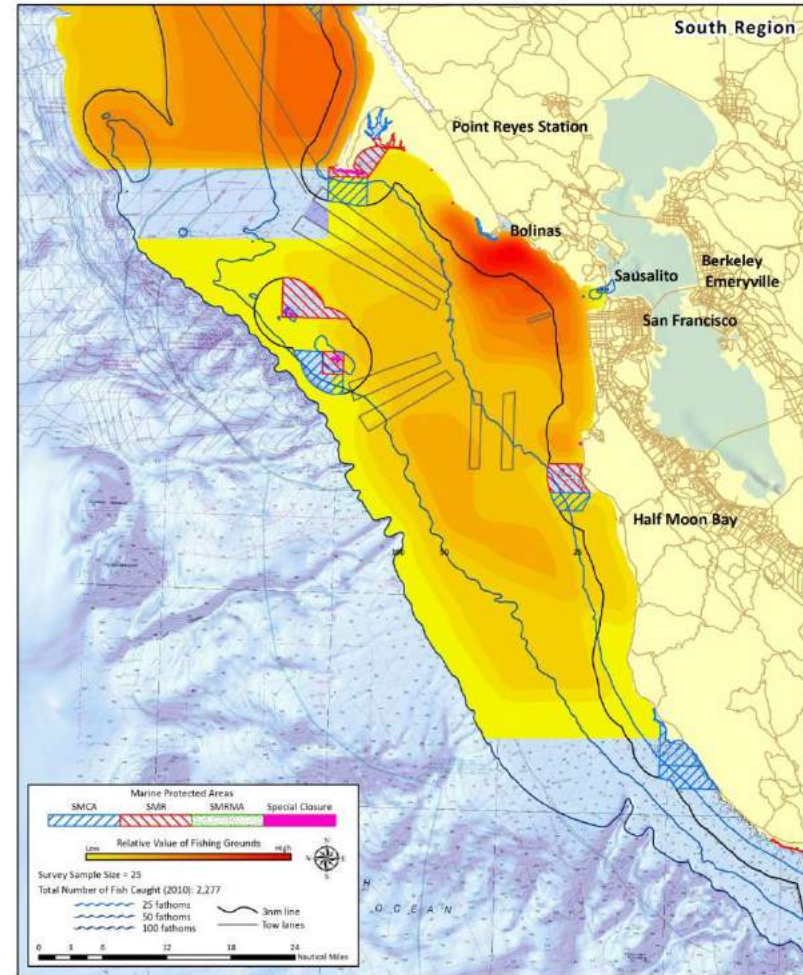 South Region
Point Reyes Station
Bolinas
Berkeley
Sausalito
Emeryville
San Francisco
Half Moon Bay
100
50
25
Marine Protected Areas
SMCA SMR SMRMA Special Closure
Relative Value of Fishing Grounds
Low High
N
W E
S
Survey Sample Size = 25
Total Number of Fish Caught (2010): 2,277
25 fathoms
50 fathoms
100 fathoms
3nm line
Tow lanes
0 3 6 12 18 24
Nautical Miles
H
OCEAN